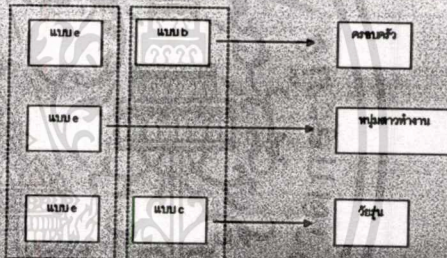 แบบ e แบบ b ครอบครัว
แบบ e หนุ่มสาวทำงาน
แบบ e แบบ c วัยรุ่น